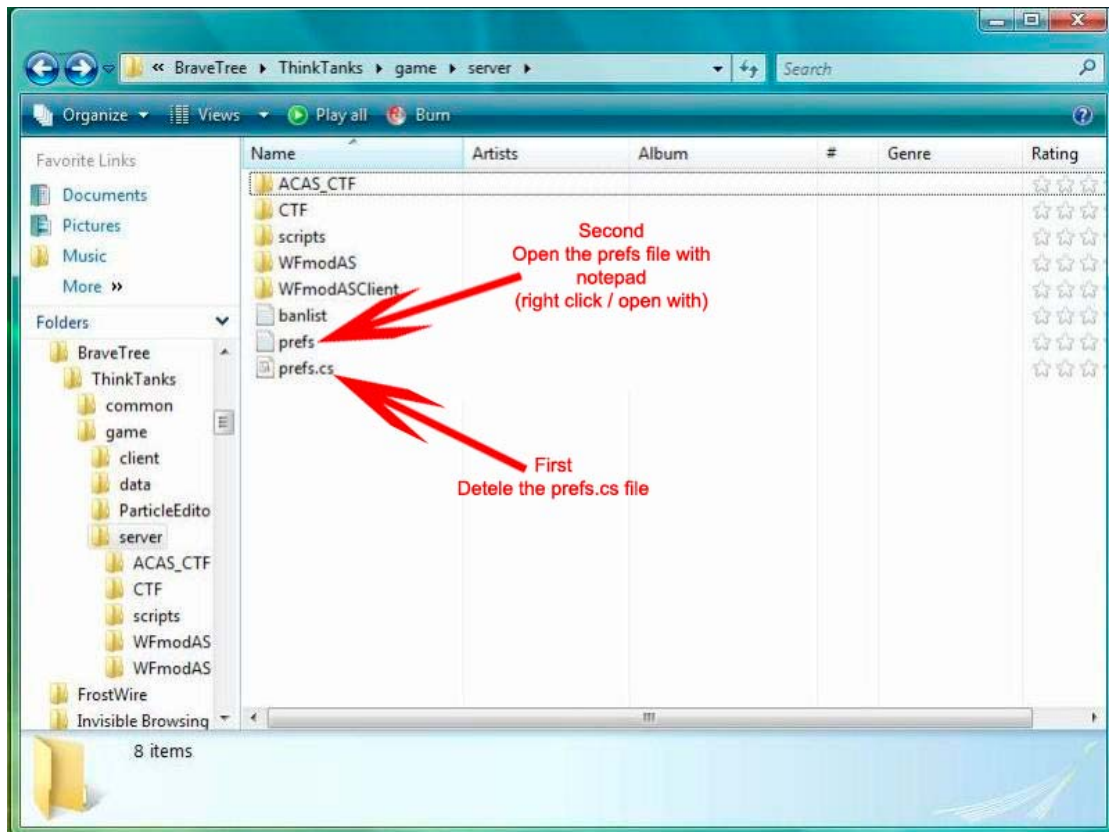 « BraveTree ▸ ThinkTanks ▸ game ▸ server ▸
Search
Organize Views Play all Burn
Favorite Links
Documents
Pictures
Music
More »
Folders
BraveTree
ThinkTanks
common
game
client
data
ParticleEdito
server
ACAS_CTF
CTF
scripts
WFmodAS
WFmodAS
FrostWire
Invisible Browsing
Name Artists Album # Genre Rating
ACAS_CTF
CTF
scripts
WFmodAS
WFmodASClient
banlist
prefs
prefs.cs
Second
Open the prefs file with
notepad
(right click / open with)
First
Detele the prefs.cs file
8 items